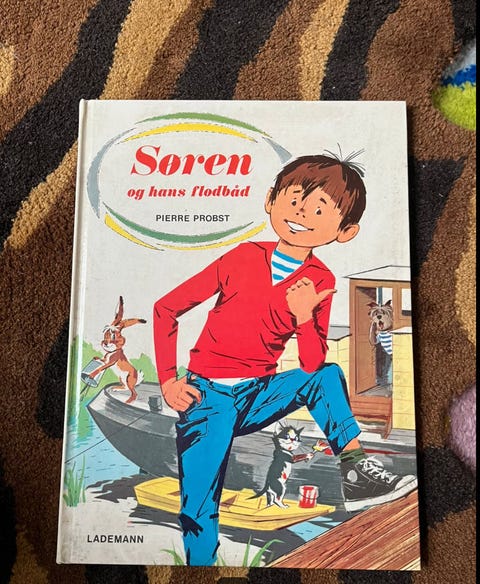 Søren
og hans flodbåd
PIERRE PROBST
LADEMANN